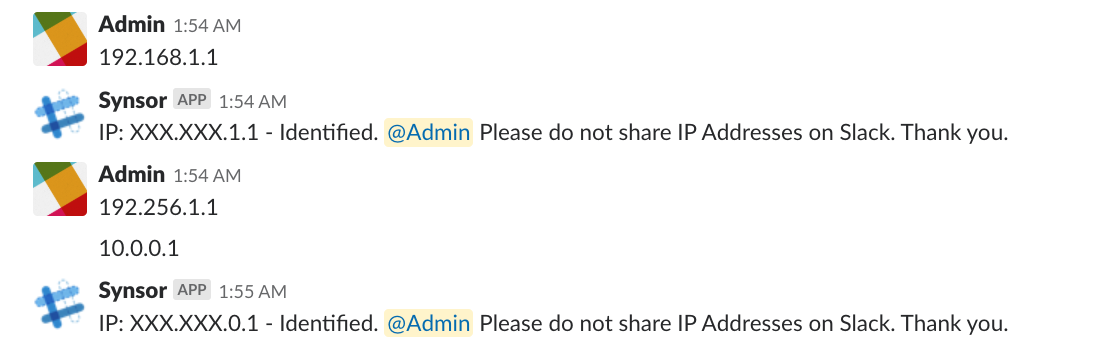 Admin 1:54 AM
192.168.1.1
Synsor APP 1:54 AM
IP: XXX.XXX.1.1 - Identified. @Admin Please do not share IP Addresses on Slack. Thank you.
Admin 1:54 AM
192.256.1.1
10.0.0.1
Synsor APP 1:55 AM
IP: XXX.XXX.0.1 - Identified. @Admin Please do not share IP Addresses on Slack. Thank you.